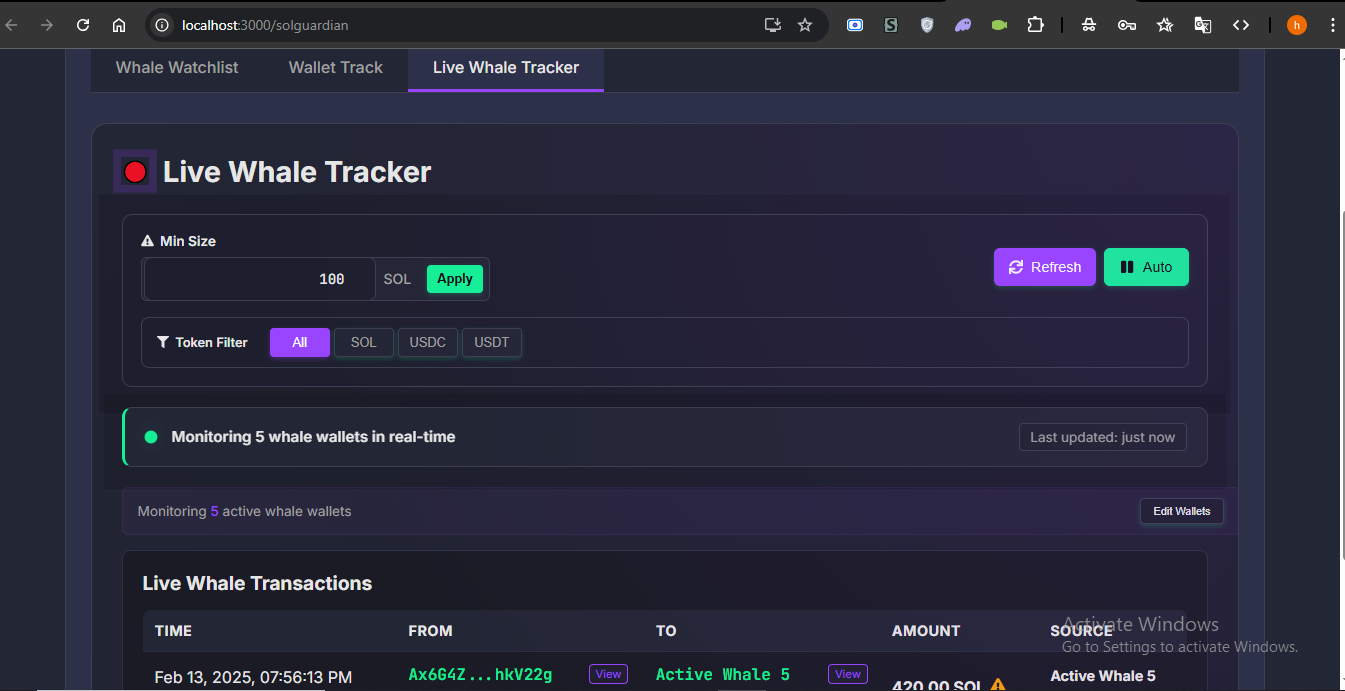 localhost:3000/solguardian
h
Whale Watchlist
Wallet Track
Live Whale Tracker
Live Whale Tracker
Min Size
100 SOL Apply
Refresh
Auto
Token Filter All SOL USDC USDT
Monitoring 5 whale wallets in real-time
Last updated: just now
Monitoring 5 active whale wallets
Edit Wallets
Live Whale Transactions
TIME FROM TO AMOUNT SOURCE
Feb 13, 2025, 07:56:13 PM Ax6G4Z...hkV22g View Active Whale 5 View 420.00 SOL Active Whale 5
Activate Windows
Go to Settings to activate Windows.